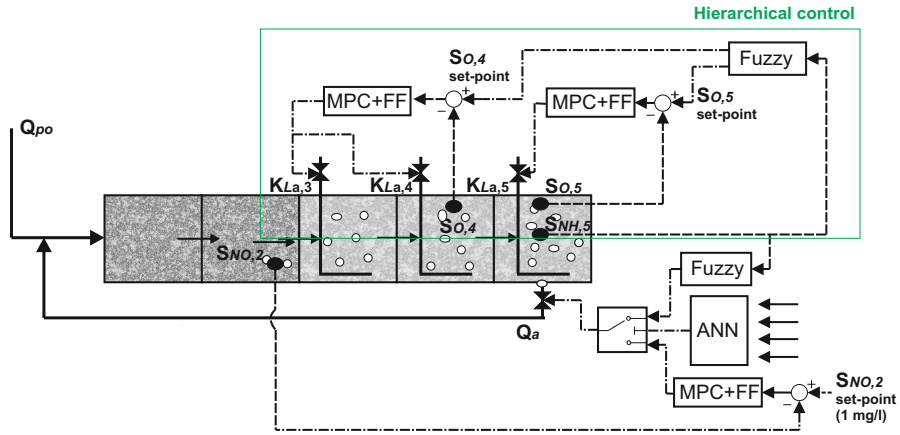 Hierarchical control
SO,4
set-point
Fuzzy
MPC+FF
+
−
MPC+FF
+
−
SO,5
set-point
Qpo
KLa,3
KLa,4
KLa,5
SO,5
SO,4
SNH,5
SNO,2
Fuzzy
Qa
ANN
MPC+FF
+
−
SNO,2
set-point
(1 mg/l)